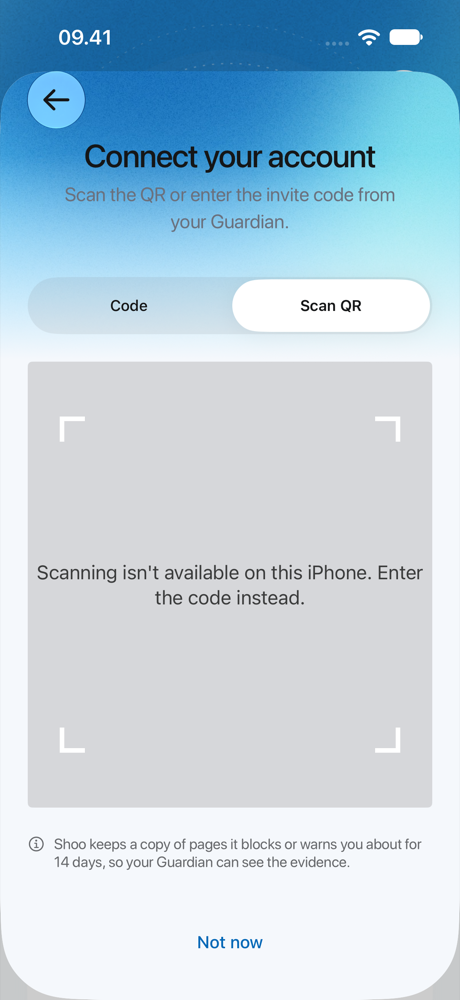 09.41
Connect your account
Scan the QR or enter the invite code from
your Guardian.
Code
Scan QR
Scanning isn't available on this iPhone. Enter
the code instead.
Shoo keeps a copy of pages it blocks or warns you about for
14 days, so your Guardian can see the evidence.
Not now